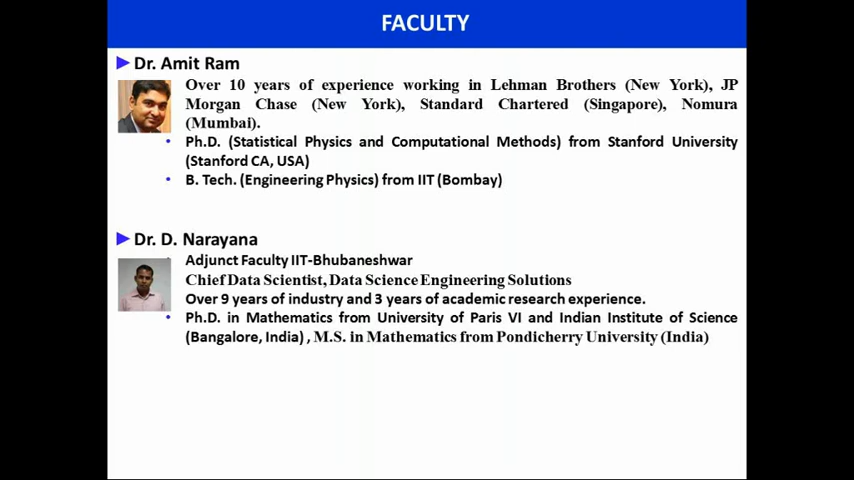 FACULTY
Dr. Amit Ram
Over 10 years of experience working in Lehman Brothers (New York), JP
Morgan Chase (New York), Standard Chartered (Singapore), Nomura
(Mumbai).
• Ph.D. (Statistical Physics and Computational Methods) from Stanford University
(Stanford CA, USA)
• B. Tech. (Engineering Physics) from IIT (Bombay)
Dr. D. Narayana
Adjunct Faculty IIT-Bhubaneshwar
Chief Data Scientist, Data Science Engineering Solutions
Over 9 years of industry and 3 years of academic research experience.
• Ph.D. in Mathematics from University of Paris VI and Indian Institute of Science
(Bangalore, India) , M.S. in Mathematics from Pondicherry University (India)